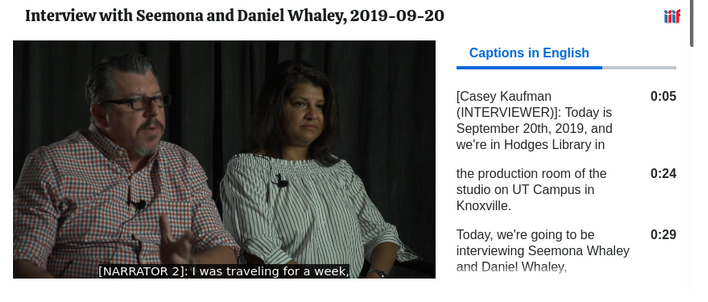 Interview with Seemona and Daniel Whaley, 2019-09-20
iiif
[NARRATOR 2]: I was traveling for a week,
Captions in English
[Casey Kaufman 0:05
(INTERVIEWER)]: Today is
September 20th, 2019, and
we're in Hodges Library in
the production room of the 0:24
studio on UT Campus in
Knoxville.
Today, we're going to be 0:29
interviewing Seemona Whaley
and Daniel Whaley,